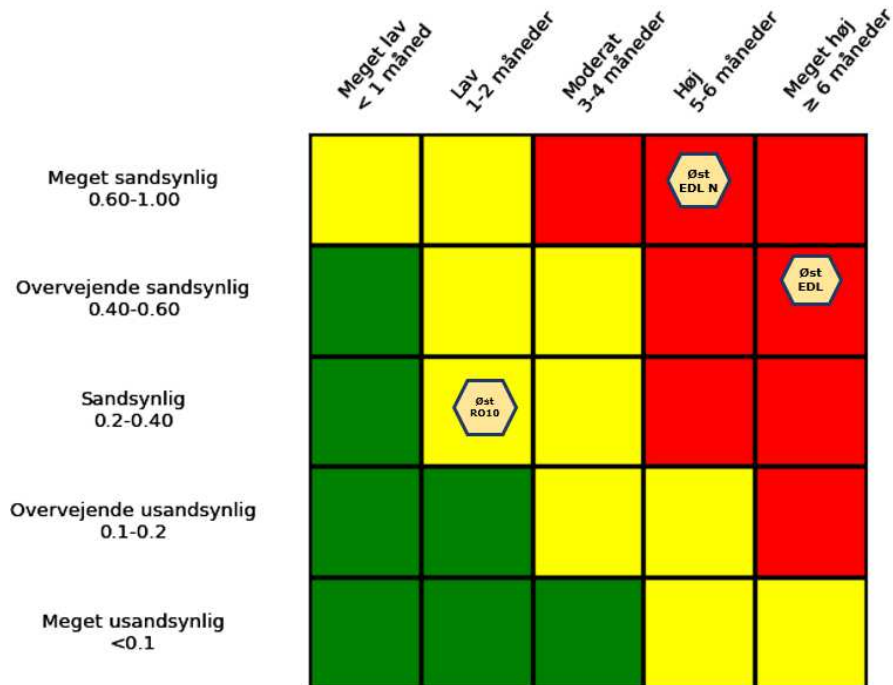 Meget lav
< 1 måned
Lav
1-2 måneder
Moderat
3-4 måneder
Høj
5-6 måneder
Meget høj
≥ 6 måneder
Meget sandsynlig
0.60-1.00
Øst
EDL N
Overvejende sandsynlig
0.40-0.60
Øst
EDL
Sandsynlig
0.2-0.40
Øst
RO10
Overvejende usandsynlig
0.1-0.2
Meget usandsynlig
<0.1